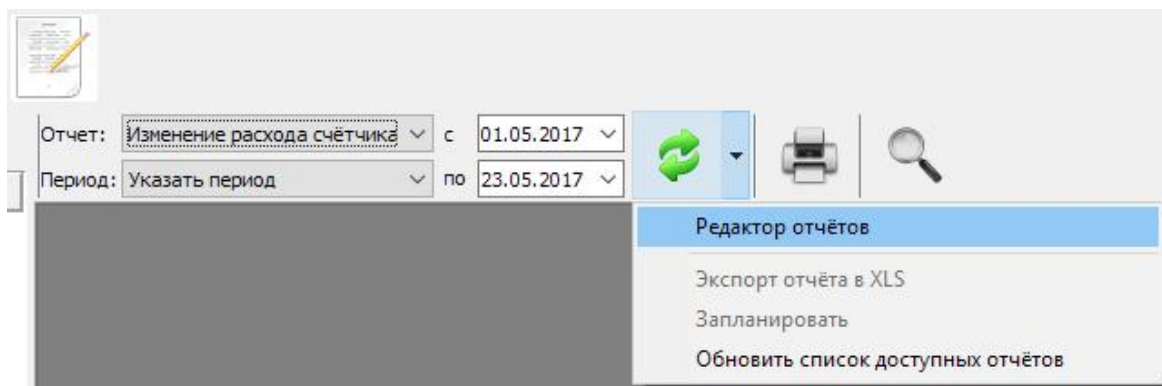 Отчет: Изменение расхода счётчика с 01.05.2017
Период: Указать период по 23.05.2017
Редактор отчётов
Экспорт отчёта в XLS
Запланировать
Обновить список доступных отчётов